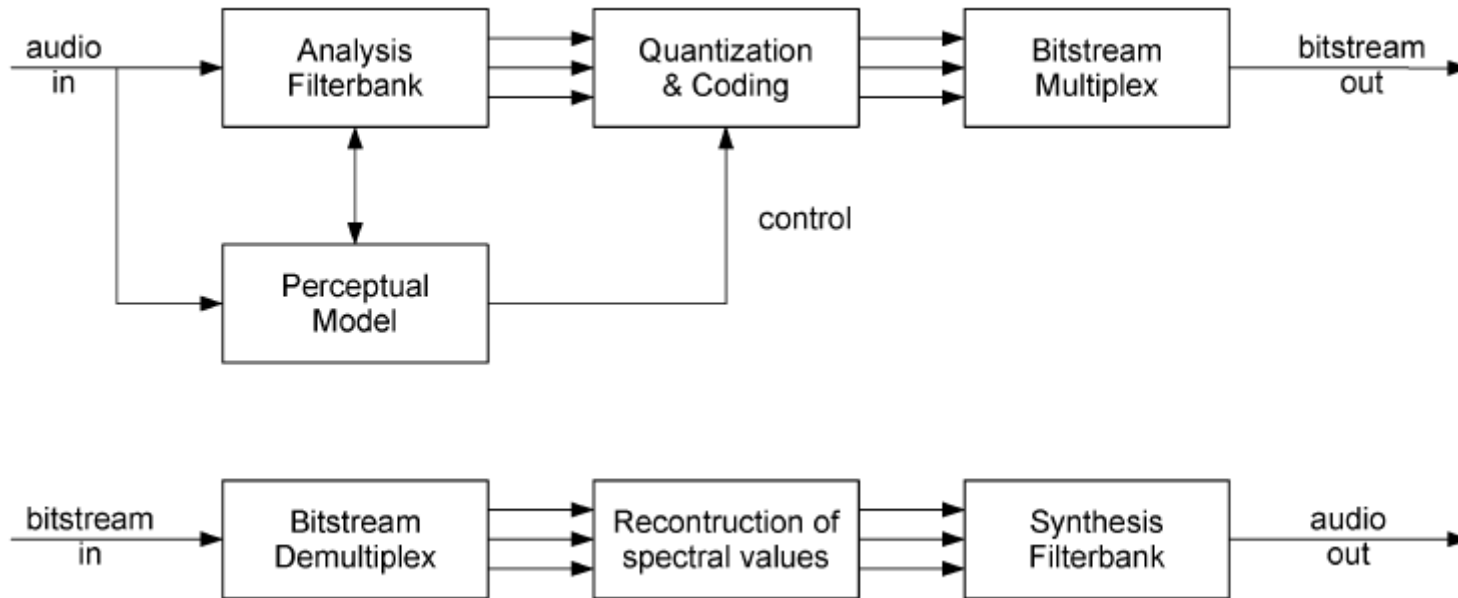 audio
in
Analysis
Filterbank
Quantization
& Coding
Bitstream
Multiplex
bitstream
out
control
Perceptual
Model
bitstream
in
Bitstream
Demultiplex
Recontruction of
spectral values
Synthesis
Filterbank
audio
out